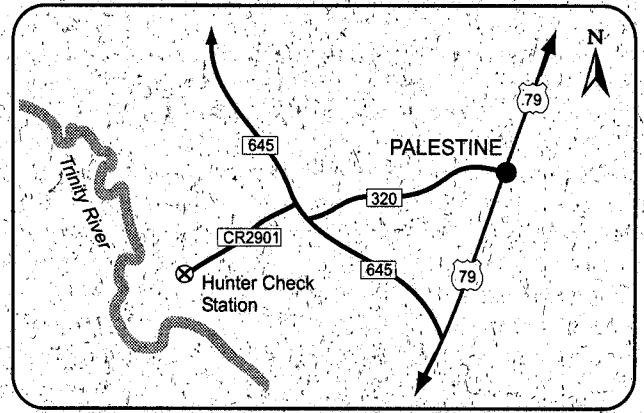 N
79
645
PALESTINE
320
Trinity River
CR2901
Hunter Check
Station
645
79